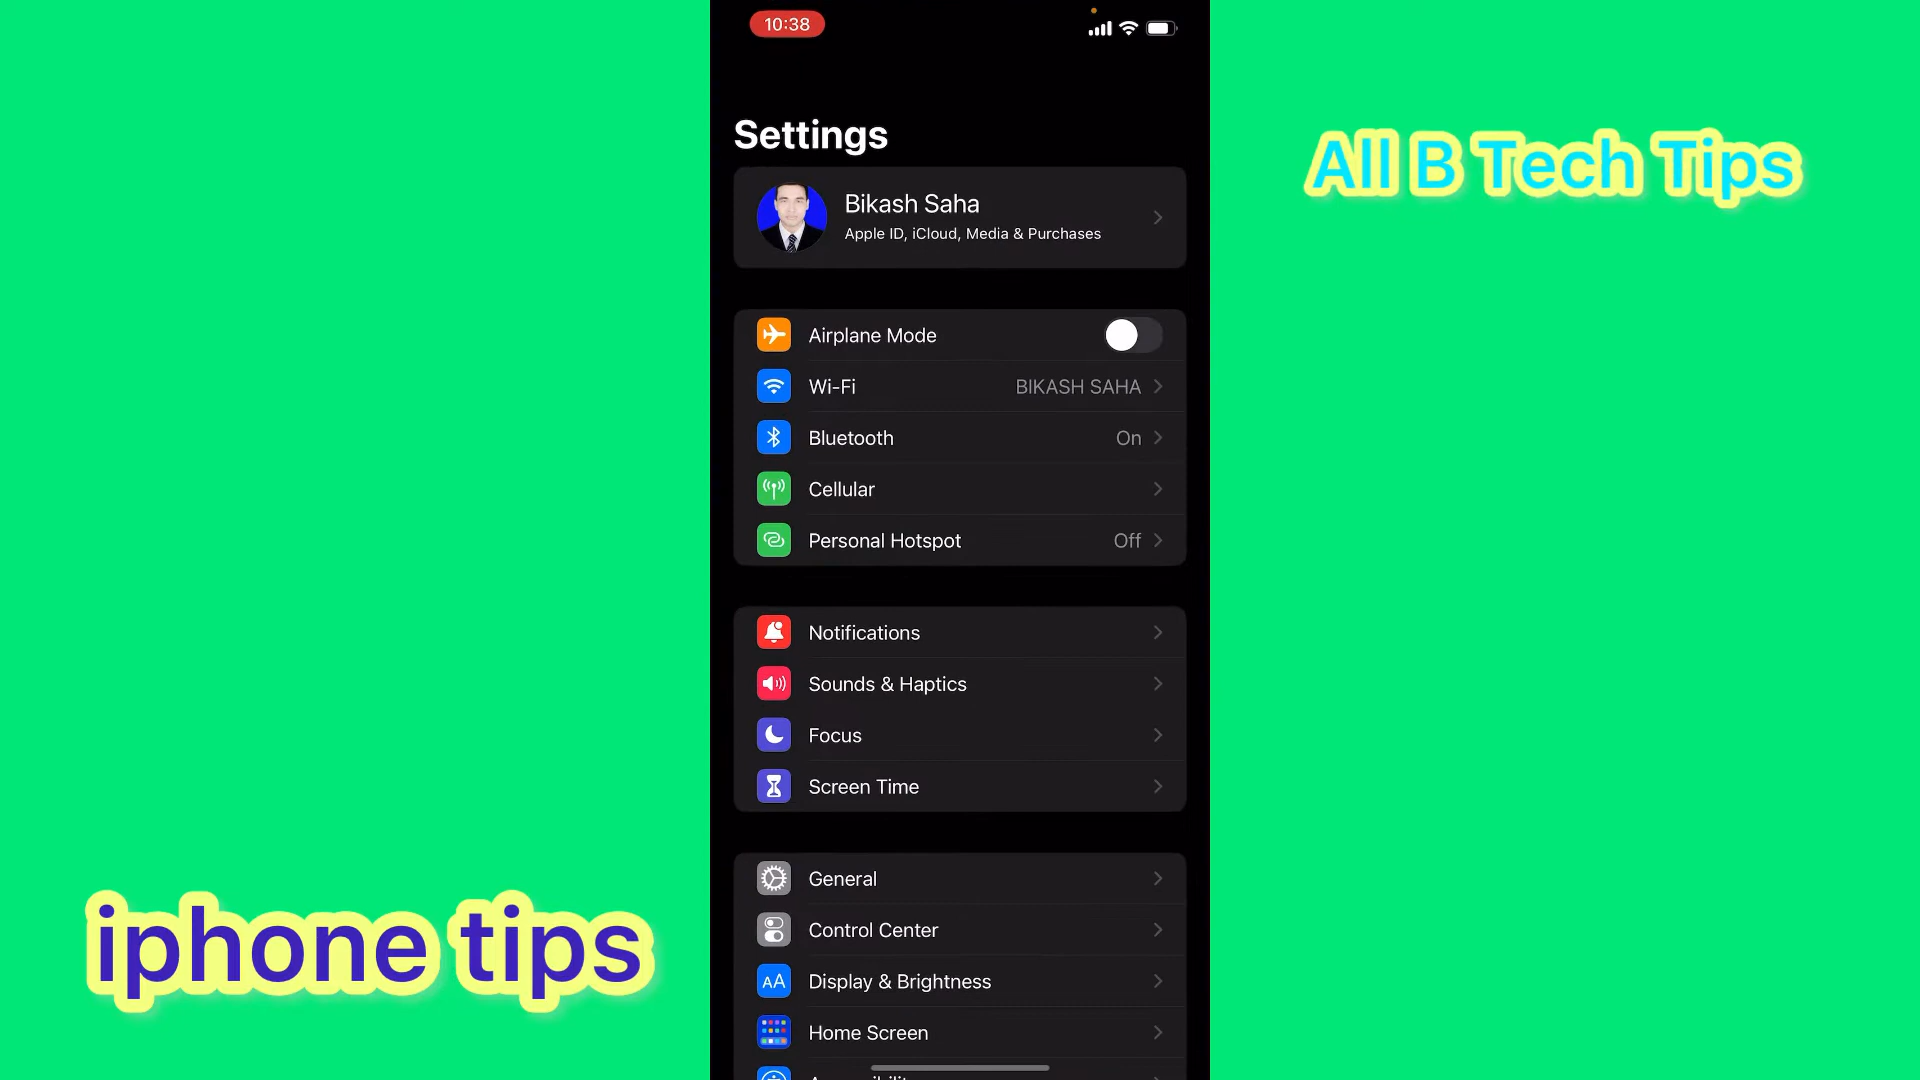 10:38
Settings
All B Tech Tips
Bikash Saha
Apple ID, iCloud, Media & Purchases
Airplane Mode
Wi-Fi BIKASH SAHA
Bluetooth On
Cellular
Personal Hotspot Off
Notifications
Sounds & Haptics
Focus
Screen Time
General
Control Center
AA Display & Brightness
Home Screen
iphone tips